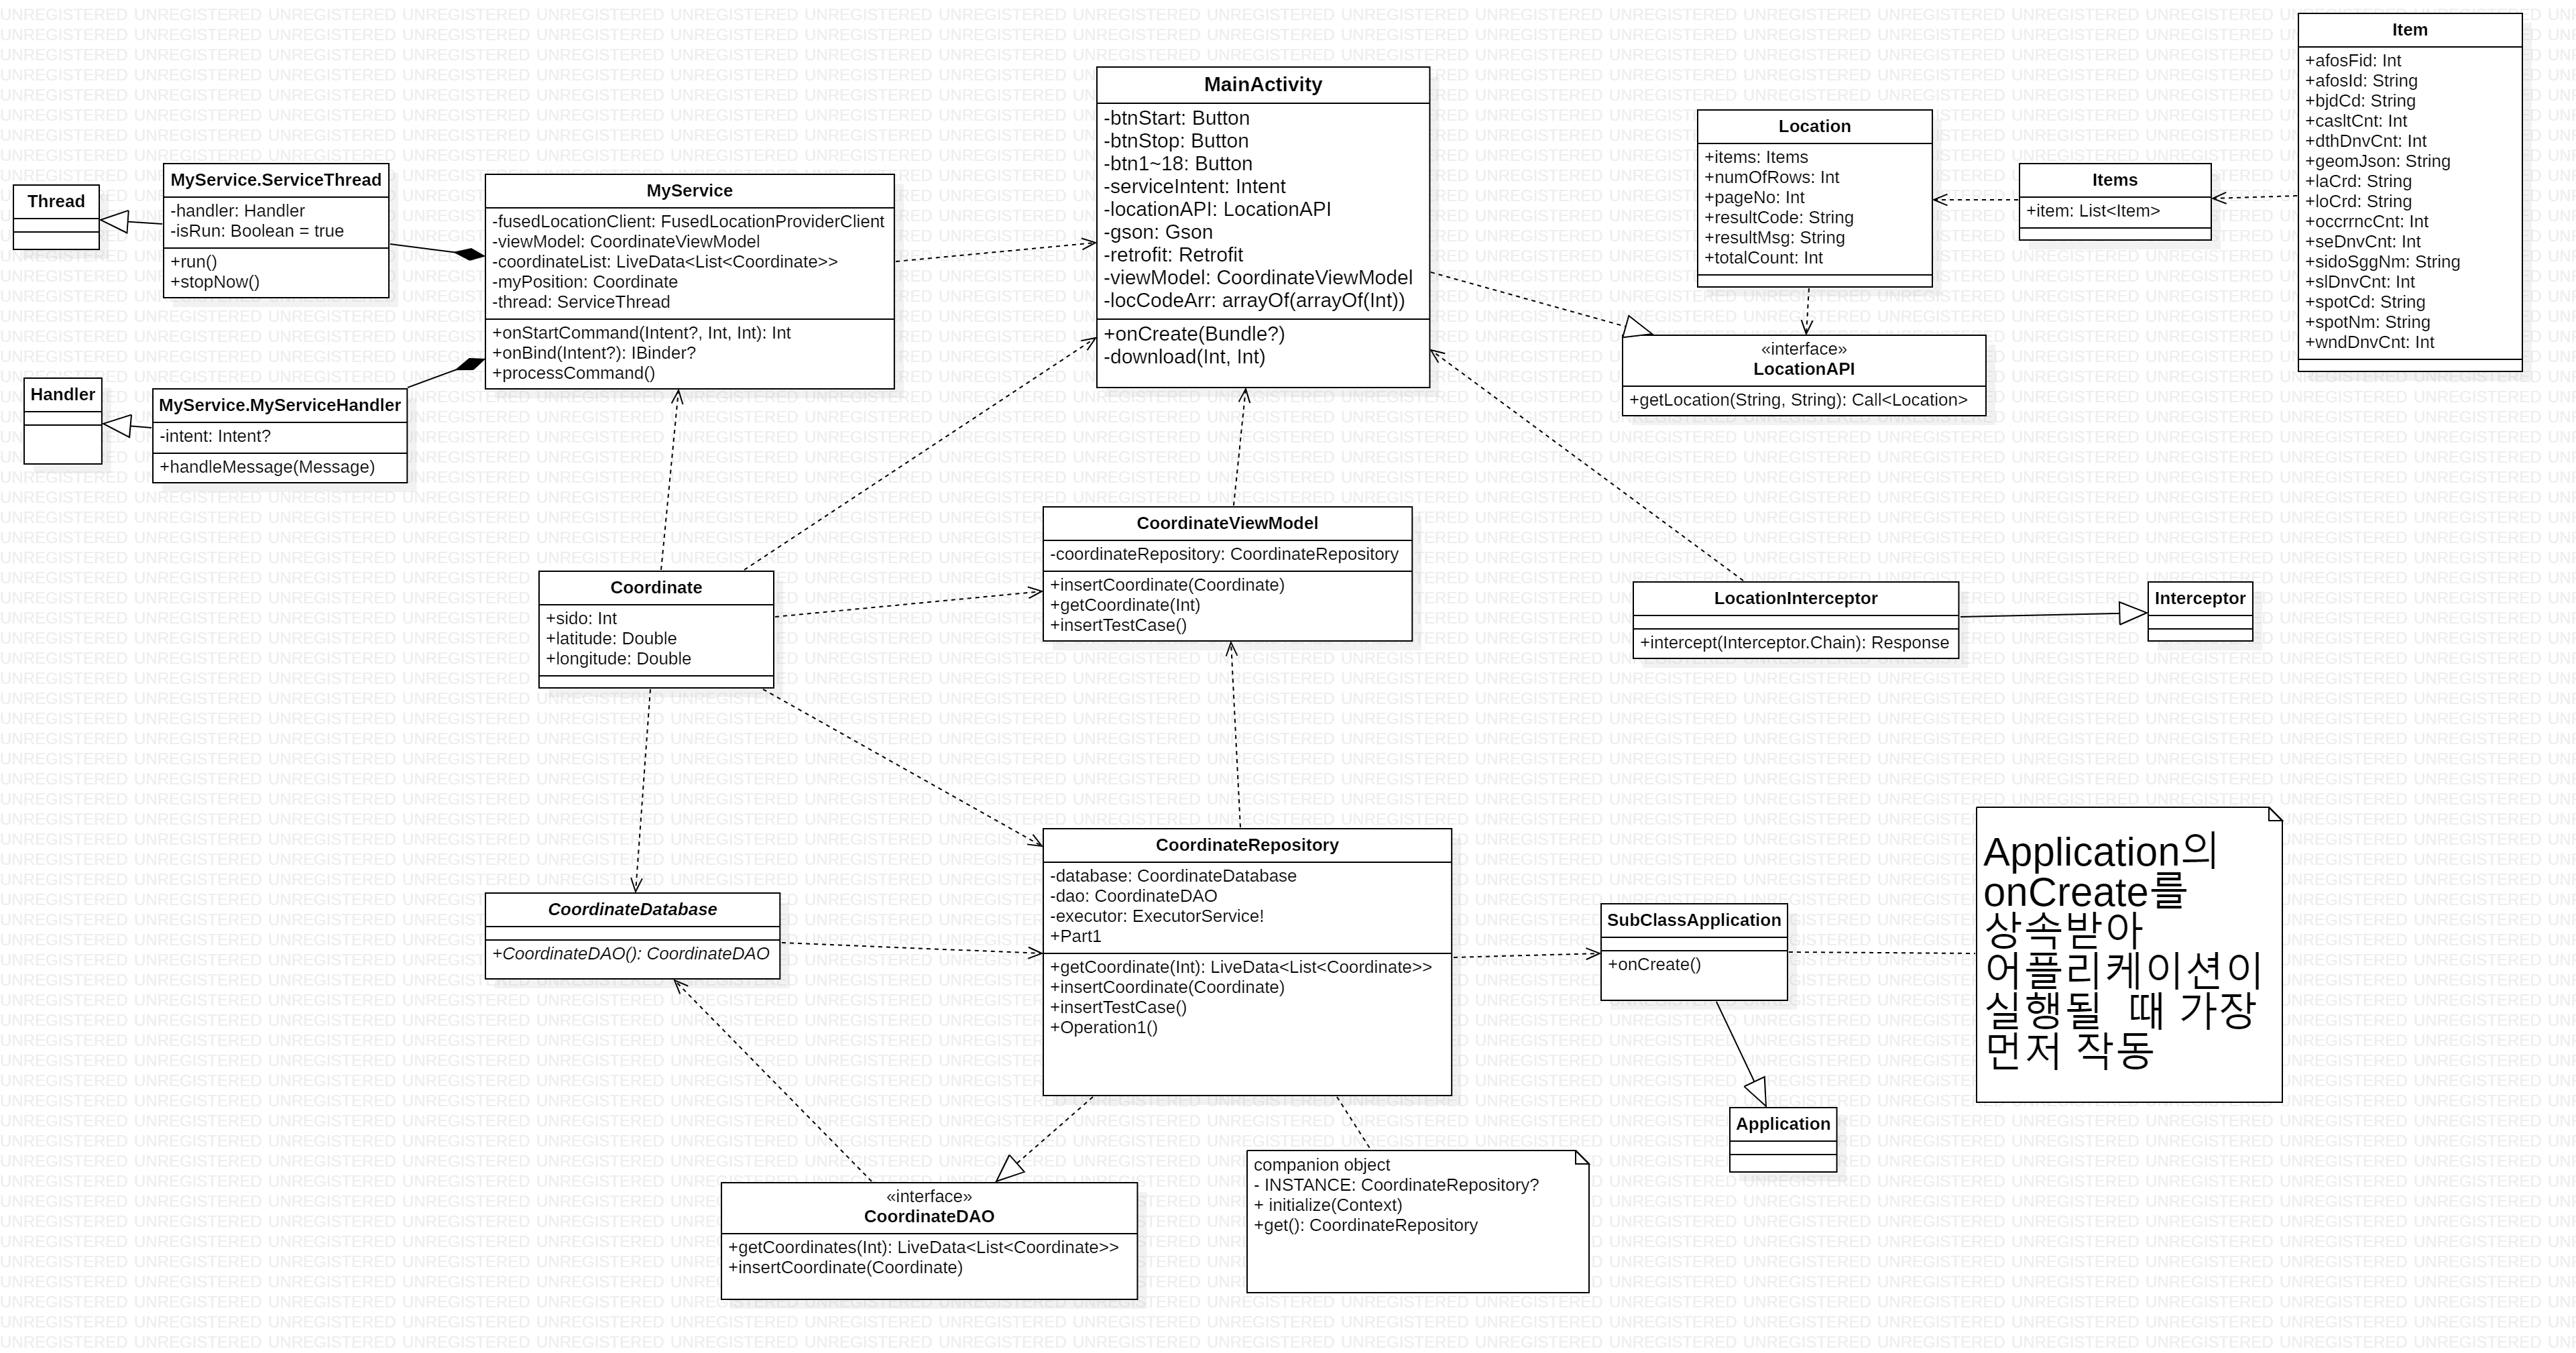 Thread
MyService.ServiceThread
-handler: Handler
-isRun: Boolean = true
+run()
+stopNow()
Handler
MyService.MyServiceHandler
-intent: Intent?
+handleMessage(Message)
MyService
-fusedLocationClient: FusedLocationProviderClient
-viewModel: CoordinateViewModel
-coordinateList: LiveData<List<Coordinate>>
-myPosition: Coordinate
-thread: ServiceThread
+onStartCommand(Intent?, Int, Int): Int
+onBind(Intent?): IBinder?
+processCommand()
MainActivity
-btnStart: Button
-btnStop: Button
-btn1~18: Button
-serviceIntent: Intent
-locationAPI: LocationAPI
-gson: Gson
-retrofit: Retrofit
-viewModel: CoordinateViewModel
-locCodeArr: arrayOf(arrayOf(Int))
+onCreate(Bundle?)
-download(Int, Int)
Location
+items: Items
+numOfRows: Int
+pageNo: Int
+resultCode: String
+resultMsg: String
+totalCount: Int
Items
+item: List<Item>
Item
+afosFid: Int
+afosId: String
+bjdCd: String
+casltCnt: Int
+dthDnvCnt: Int
+geomJson: String
+laCrd: String
+loCrd: String
+occrrncCnt: Int
+seDnvCnt: Int
+sidoSggNm: String
+slDnvCnt: Int
+spotCd: String
+spotNm: String
+wndDnvCnt: Int
«interface»
LocationAPI
+getLocation(String, String): Call<Location>
Coordinate
+sido: Int
+latitude: Double
+longitude: Double
CoordinateViewModel
-coordinateRepository: CoordinateRepository
+insertCoordinate(Coordinate)
+getCoordinate(Int)
+insertTestCase()
LocationInterceptor
+intercept(Interceptor.Chain): Response
Interceptor
CoordinateDatabase
+CoordinateDAO(): CoordinateDAO
CoordinateRepository
-database: CoordinateDatabase
-dao: CoordinateDAO
-executor: ExecutorService!
+Part1
+getCoordinate(Int): LiveData<List<Coordinate>>
+insertCoordinate(Coordinate)
+insertTestCase()
+Operation1()
SubClassApplication
+onCreate()
Application의
onCreate를
상속받아
어플리케이션이
실행될 때 가장
먼저 작동
Application
«interface»
CoordinateDAO
+getCoordinates(Int): LiveData<List<Coordinate>>
+insertCoordinate(Coordinate)
companion object
- INSTANCE: CoordinateRepository?
+ initialize(Context)
+get(): CoordinateRepository
UNREGISTERED